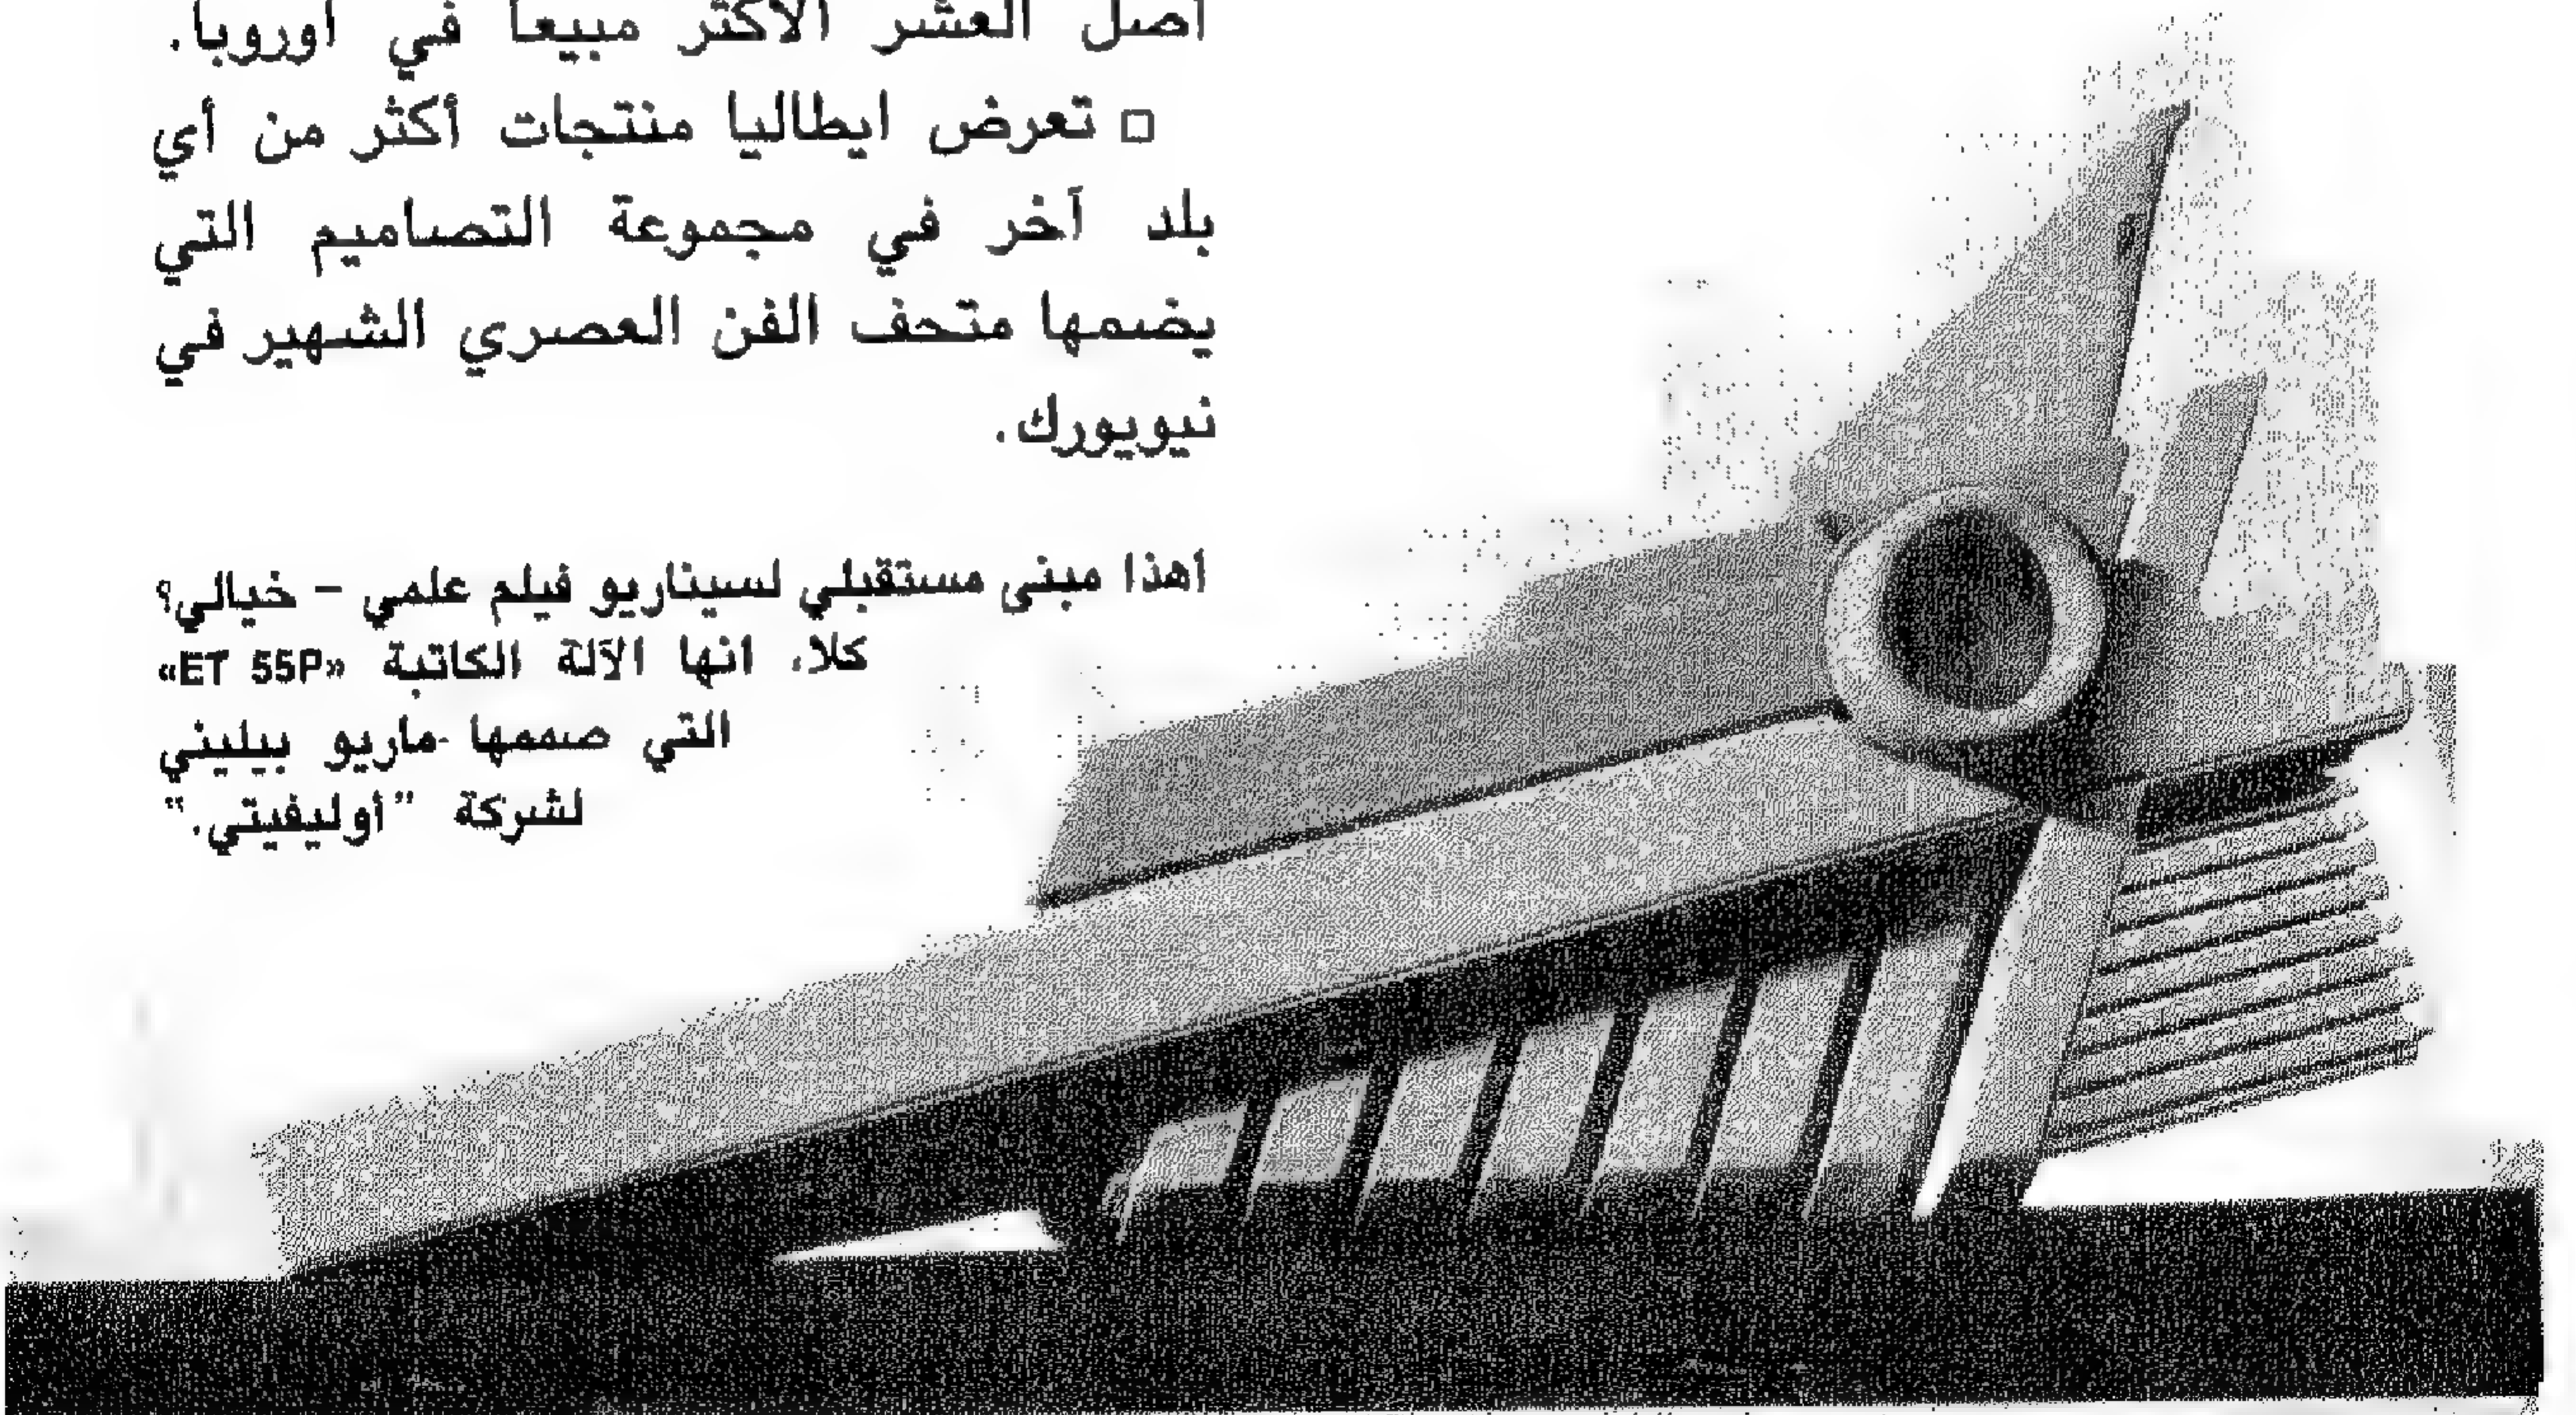 أصل العشر الأكثر مبيعاً في أوروبا.
□ تعرض ايطاليا منتجات أكثر من أي
بلد آخر في مجموعة التصاميم التي
يضمها متحف الفن العصري الشهير في
نيويورك.
أهذا مبنى مستقبلي لسيناريو فيلم علمي - خيالي؟
كلا، انها الآلة الكاتبة «ET 55P»
التي صممها ماريو بيليني
لشركة "أوليفيتي."